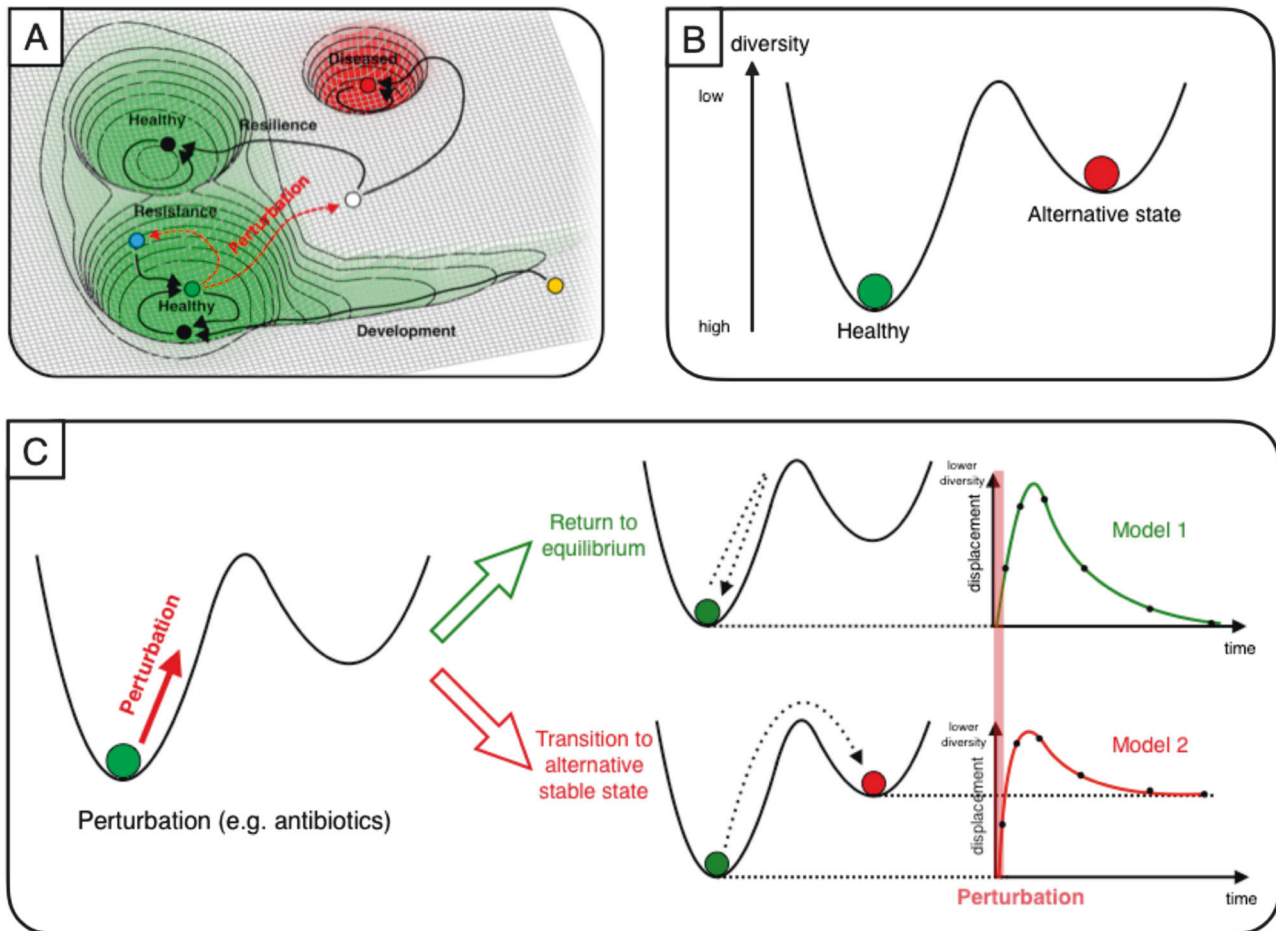 A
Diseased
Healthy
Resilience
Perturbation
Resistance
Healthy
Development
B
diversity
low
high
Healthy
Alternative state
C
Perturbation
Perturbation (e.g. antibiotics)
Return to
equilibrium
Transition to
alternative
stable state
lower
diversity
displacement
Model 1
time
lower
diversity
displacement
Model 2
Perturbation
time